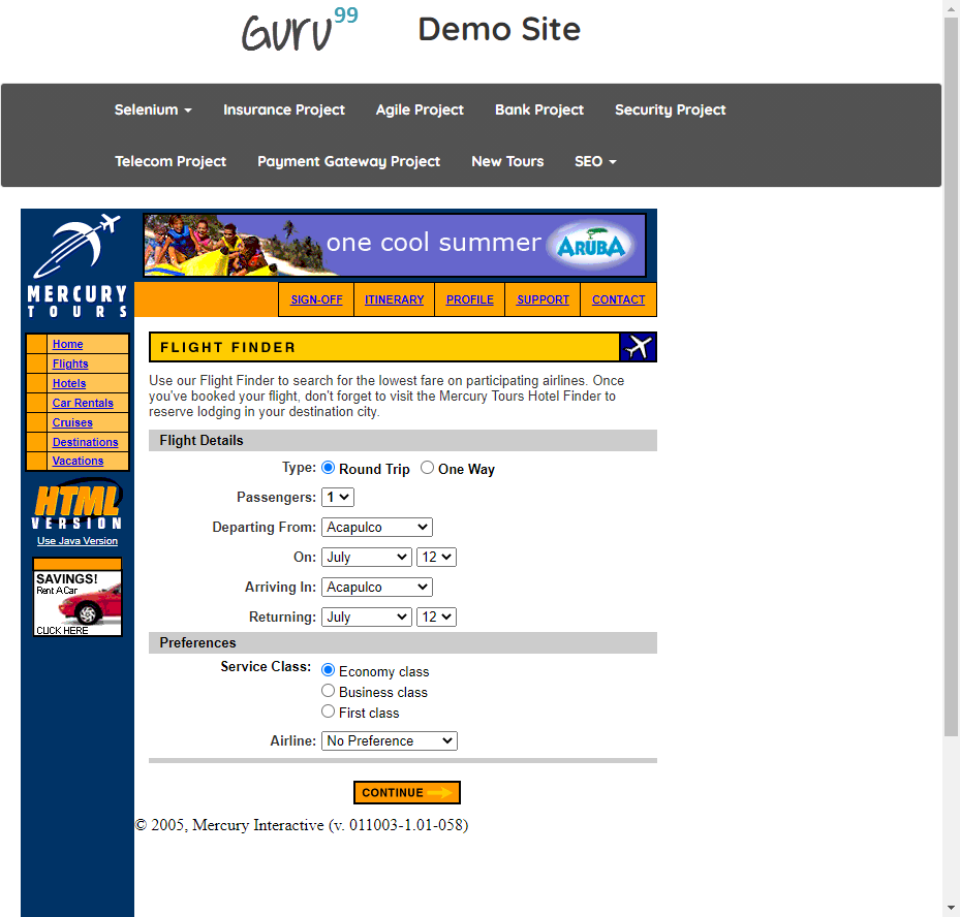 Guru99 Demo Site
Selenium Insurance Project Agile Project Bank Project Security Project
Telecom Project Payment Gateway Project New Tours SEO
one cool summer ARUBA
MERCURY
TOURS
SIGN-OFF ITINERARY PROFILE SUPPORT CONTACT
Home
Flights
Hotels
Car Rentals
Cruises
Destinations
Vacations
HTML
VERSION
Use Java Version
SAVINGS!
Rent A Car
CLICK HERE
FLIGHT FINDER
Use our Flight Finder to search for the lowest fare on participating airlines. Once
you've booked your flight, don't forget to visit the Mercury Tours Hotel Finder to
reserve lodging in your destination city.
Flight Details
Type: Round Trip One Way
Passengers: 1
Departing From: Acapulco
On: July 12
Arriving In: Acapulco
Returning: July 12
Preferences
Service Class: Economy class
Business class
First class
Airline: No Preference
CONTINUE
© 2005, Mercury Interactive (v. 011003-1.01-058)